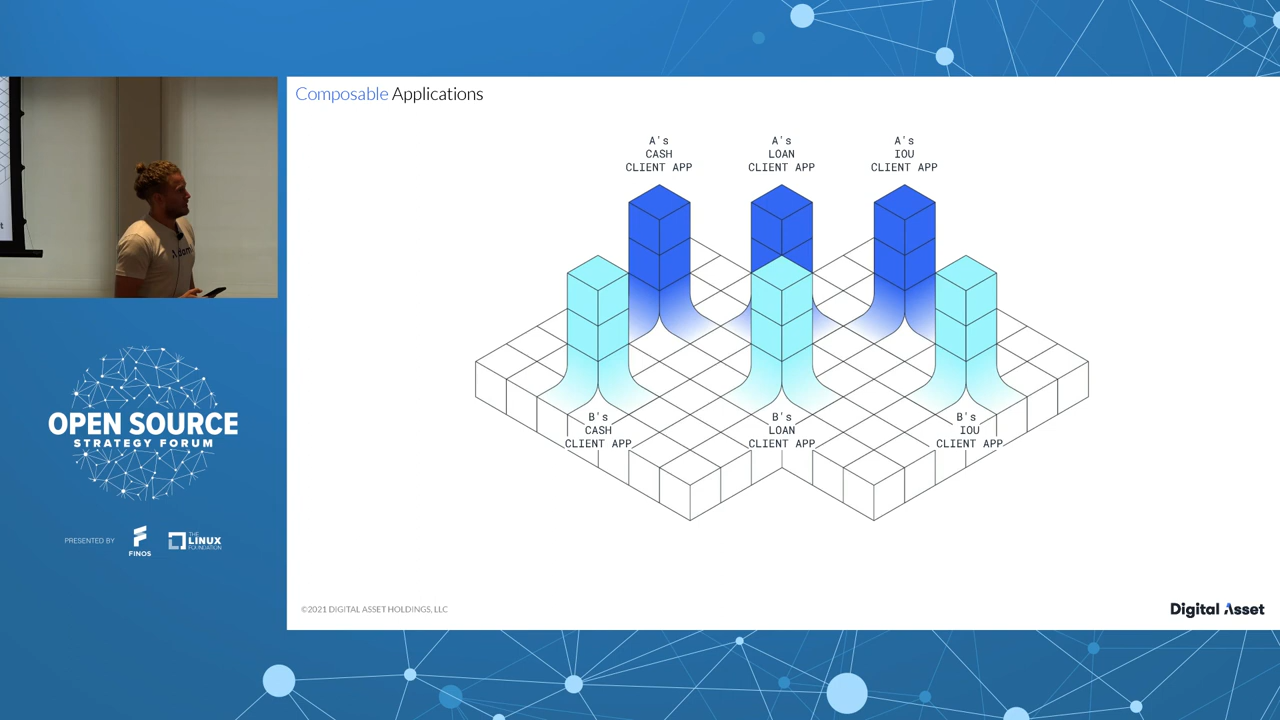 Composable Applications
A's
CASH
CLIENT APP
A's
LOAN
CLIENT APP
A's
IOU
CLIENT APP
B's
CASH
CLIENT APP
B's
LOAN
CLIENT APP
B's
IOU
CLIENT APP
OPEN SOURCE
STRATEGY FORUM
PRESENTED BY
FINOS
THE
LINUX
FOUNDATION
©2021 DIGITAL ASSET HOLDINGS, LLC
Digital Asset